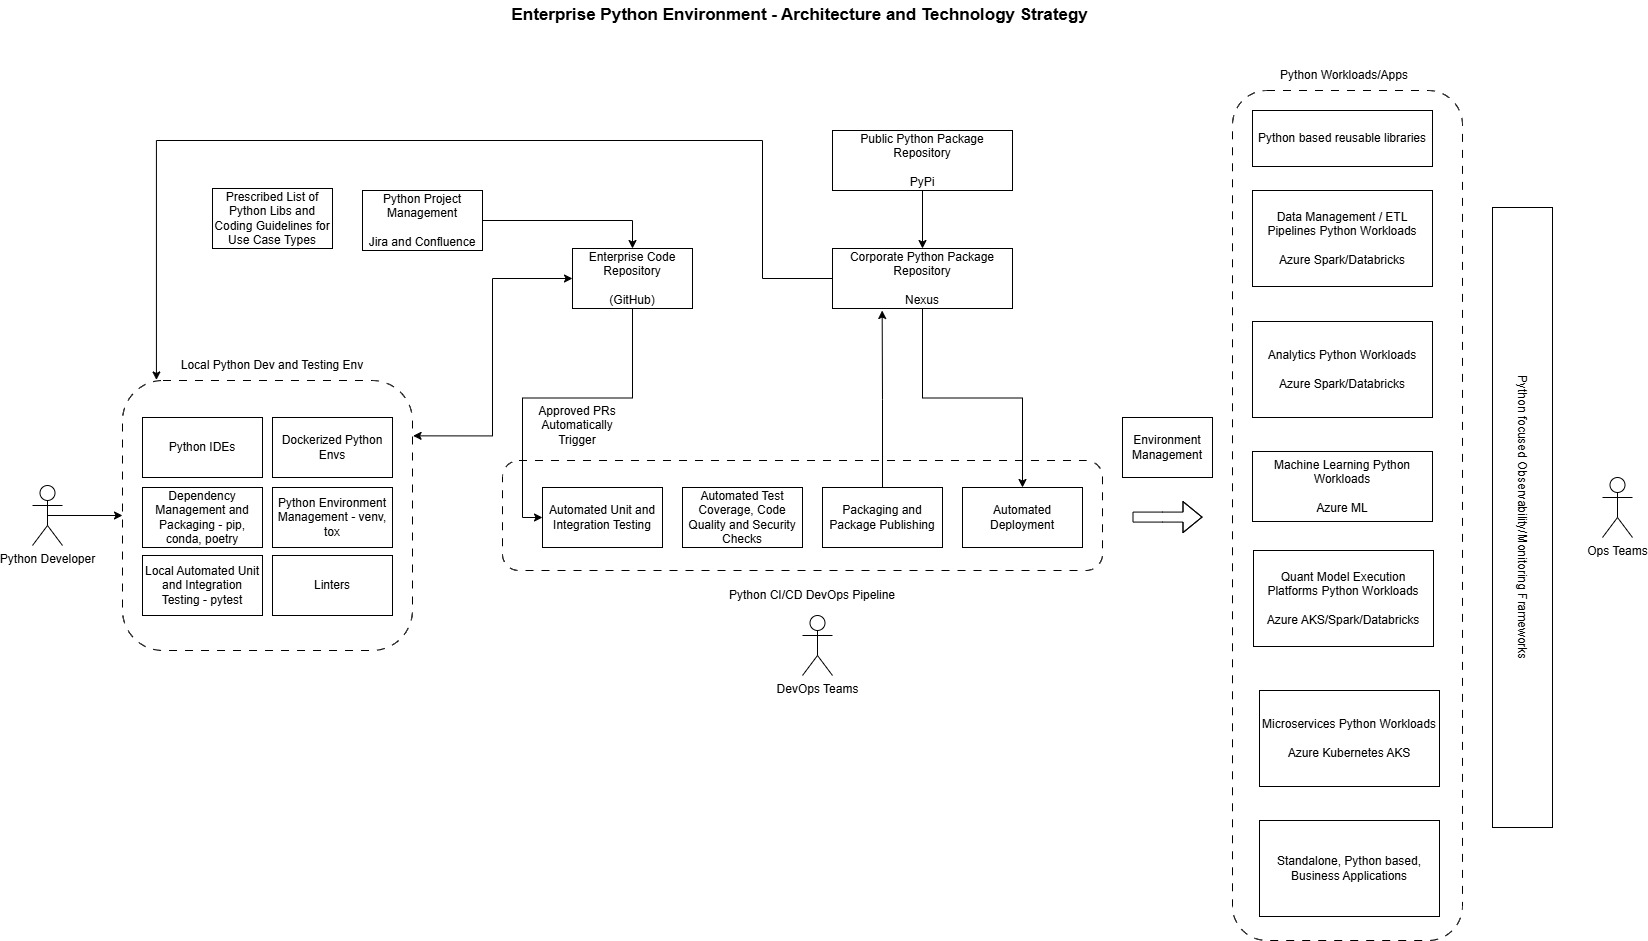 Enterprise Python Environment - Architecture and Technology Strategy
Python Workloads/Apps
Public Python Package
Repository
PyPi
Prescribed List of
Python Libs and
Coding Guidelines for
Use Case Types
Python Project
Management
Jira and Confluence
Enterprise Code
Repository
(GitHub)
Corporate Python Package
Repository
Nexus
Local Python Dev and Testing Env
Python IDEs
Dockerized Python
Envs
Dependency
Management and
Packaging - pip,
conda, poetry
Python Environment
Management - venv,
tox
Local Automated Unit
and Integration
Testing - pytest
Linters
Python Developer
Approved PRs
Automatically
Trigger
Automated Unit and
Integration Testing
Automated Test
Coverage, Code
Quality and Security
Checks
Packaging and
Package Publishing
Automated
Deployment
Python CI/CD DevOps Pipeline
DevOps Teams
Environment
Management
Python based reusable libraries
Data Management / ETL
Pipelines Python Workloads
Azure Spark/Databricks
Analytics Python Workloads
Azure Spark/Databricks
Machine Learning Python
Workloads
Azure ML
Quant Model Execution
Platforms Python Workloads
Azure AKS/Spark/Databricks
Microservices Python Workloads
Azure Kubernetes AKS
Standalone, Python based,
Business Applications
Python focused Observability/Monitoring Frameworks
Ops Teams